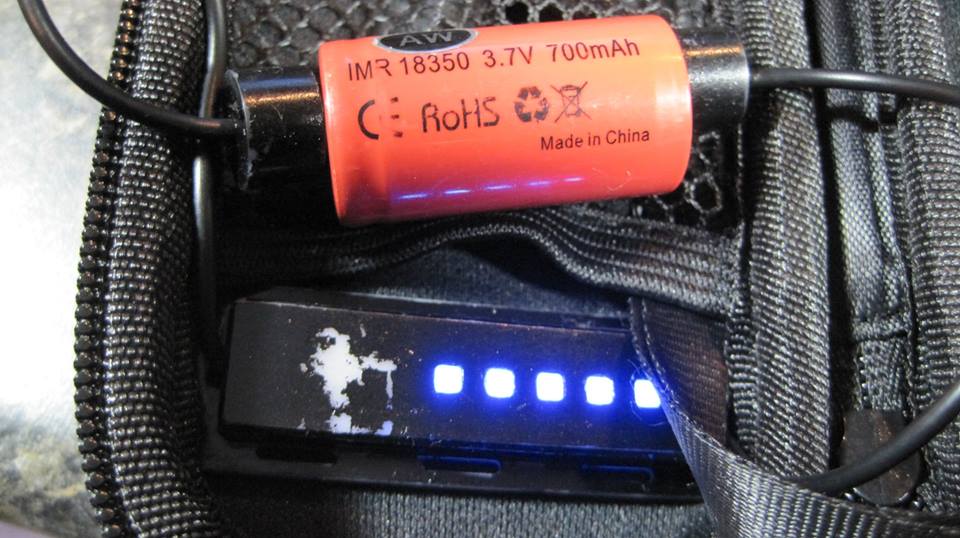 AW
IMR 18350 3.7V 700mAh
CE RoHS
Made in China